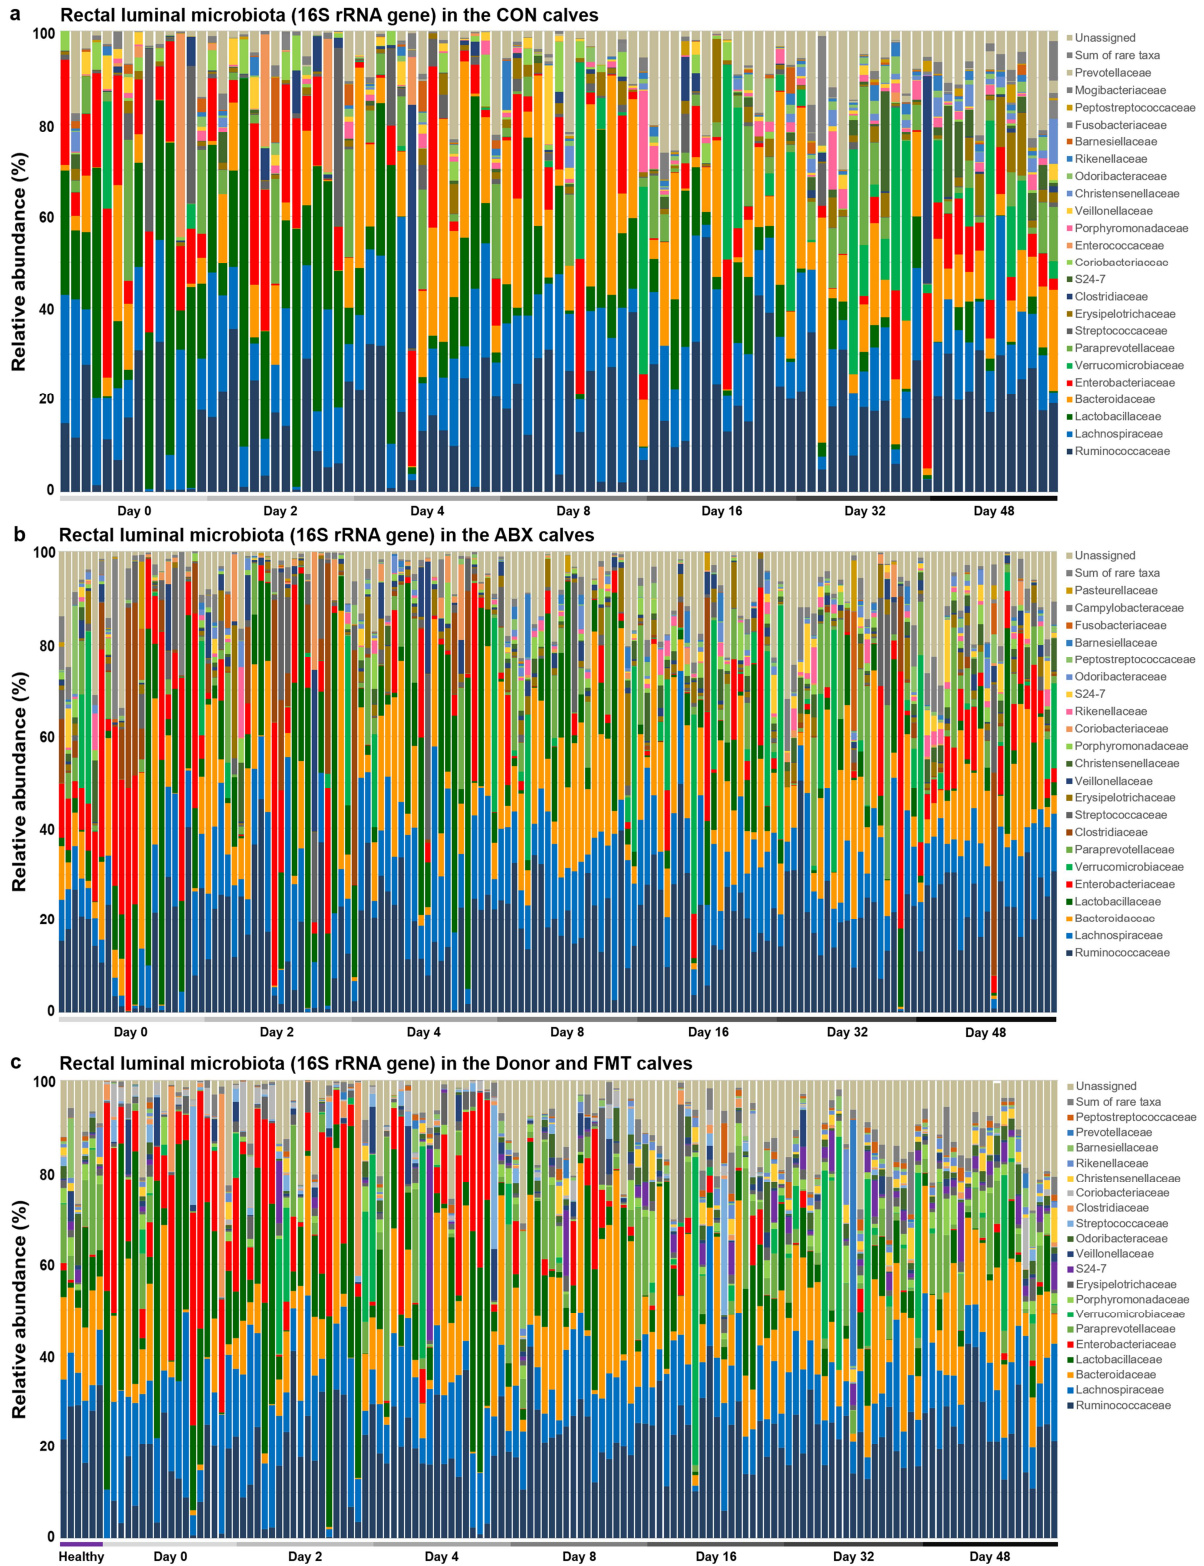 a
Rectal luminal microbiota (16S rRNA gene) in the CON calves
Relative abundance (%)
100
80
60
40
20
0
Day 0
Day 2
Day 4
Day 8
Day 16
Day 32
Day 48
Unassigned
Sum of rare taxa
Prevotellaceae
Mogibacteriaceae
Peptostreptococcaceae
Fusobacteriaceae
Barnesiellaceae
Rikenellaceae
Odoribacteraceae
Christensenellaceae
Veillonellaceae
Porphyromonadaceae
Enterococcaceae
Coriobacteriaceae
S24-7
Clostridiaceae
Erysipelotrichaceae
Streptococcaceae
Paraprevotellaceae
Verrucomicrobiaceae
Enterobacteriaceae
Bacteroidaceae
Lactobacillaceae
Lachnospiraceae
Ruminococcaceae
b
Rectal luminal microbiota (16S rRNA gene) in the ABX calves
Relative abundance (%)
100
80
60
40
20
0
Day 0
Day 2
Day 4
Day 8
Day 16
Day 32
Day 48
Unassigned
Sum of rare taxa
Pasteurellaceae
Campylobacteraceae
Fusobacteriaceae
Barnesiellaceae
Peptostreptococcaceae
Odoribacteraceae
S24-7
Rikenellaceae
Coriobacteriaceae
Porphyromonadaceae
Christensenellaceae
Veillonellaceae
Erysipelotrichaceae
Streptococcaceae
Clostridiaceae
Paraprevotellaceae
Verrucomicrobiaceae
Enterobacteriaceae
Lactobacillaceae
Bacteroidaceae
Lachnospiraceae
Ruminococcaceae
c
Rectal luminal microbiota (16S rRNA gene) in the Donor and FMT calves
Relative abundance (%)
100
80
60
40
20
0
Healthy
Day 0
Day 2
Day 4
Day 8
Day 16
Day 32
Day 48
Unassigned
Sum of rare taxa
Peptostreptococcaceae
Prevotellaceae
Barnesiellaceae
Rikenellaceae
Christensenellaceae
Coriobacteriaceae
Clostridiaceae
Streptococcaceae
Odoribacteraceae
Veillonellaceae
S24-7
Erysipelotrichaceae
Porphyromonadaceae
Verrucomicrobiaceae
Paraprevotellaceae
Enterobacteriaceae
Lactobacillaceae
Bacteroidaceae
Lachnospiraceae
Ruminococcaceae